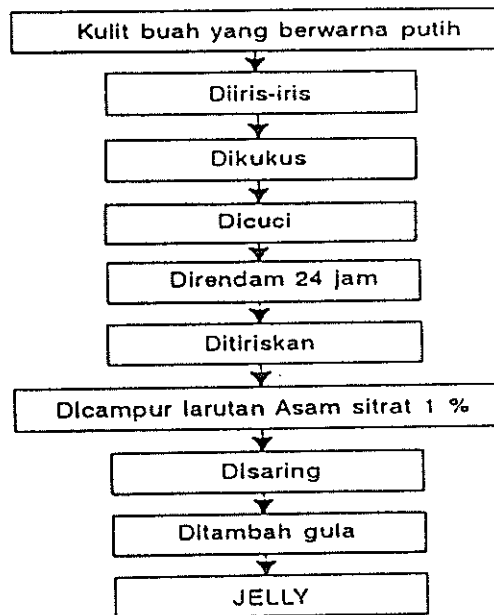 Kulit buah yang berwarna putih
Diiris-iris
Dikukus
Dicuci
Direndam 24 jam
Ditiriskan
Dicampur larutan Asam sitrat 1 %
Disaring
Ditambah gula
JELLY